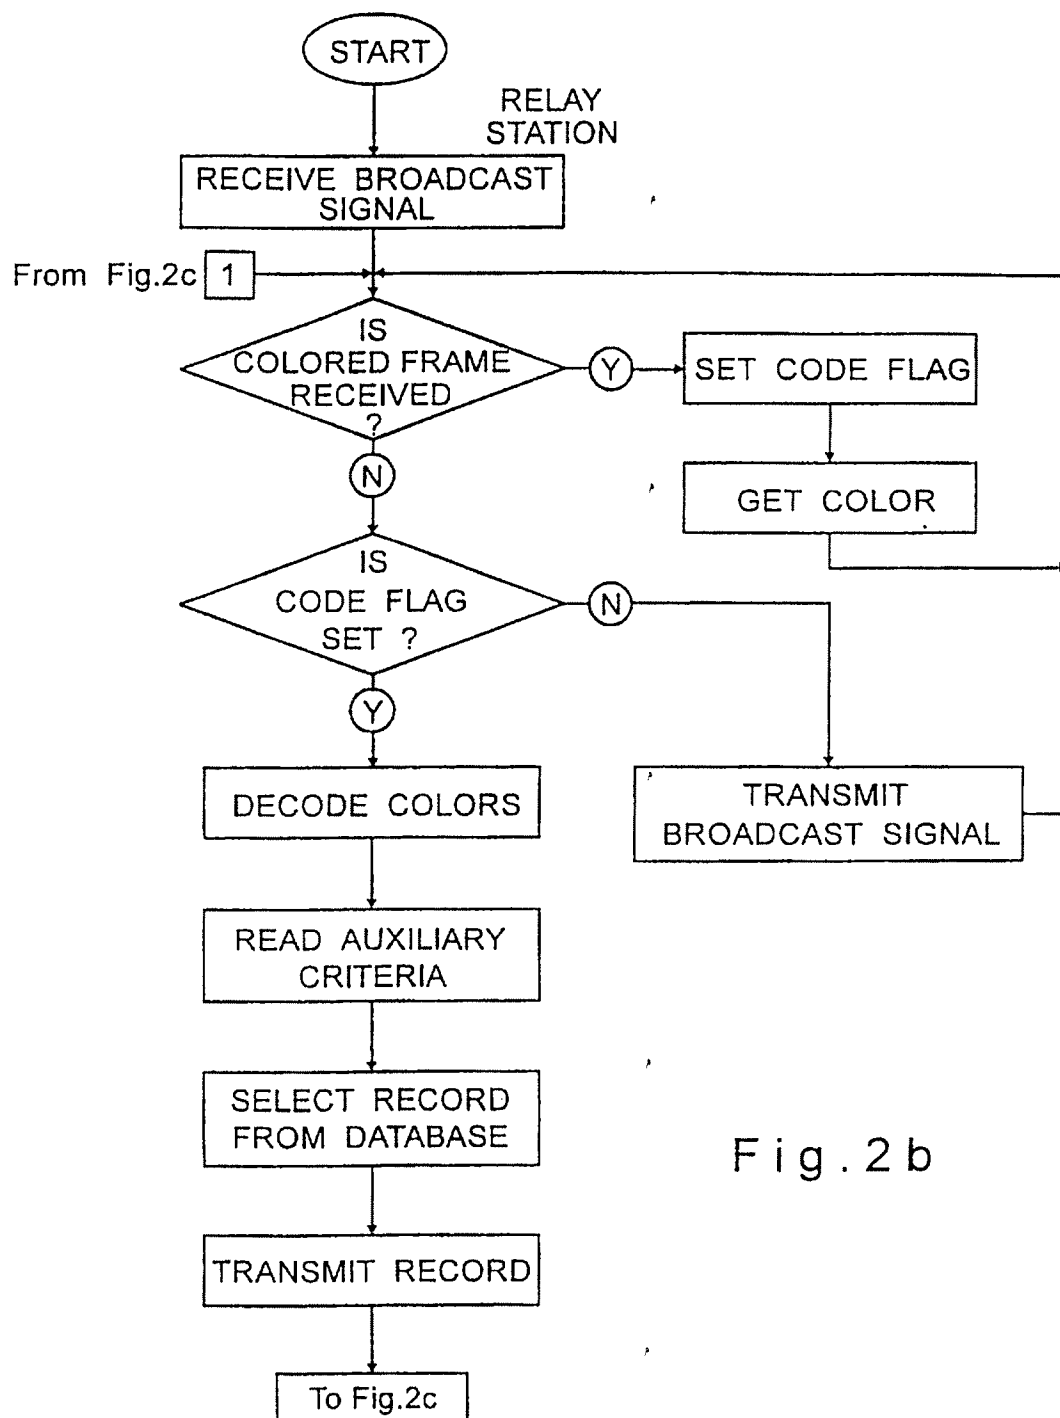 START
RELAY
STATION
RECEIVE BROADCAST
SIGNAL
From Fig.2c 1
IS
COLORED FRAME
RECEIVED
?
Y
SET CODE FLAG
N
GET COLOR
IS
CODE FLAG
SET ?
N
Y
DECODE COLORS
TRANSMIT
BROADCAST SIGNAL
READ AUXILIARY
CRITERIA
SELECT RECORD
FROM DATABASE
Fig.2b
TRANSMIT RECORD
To Fig.2c